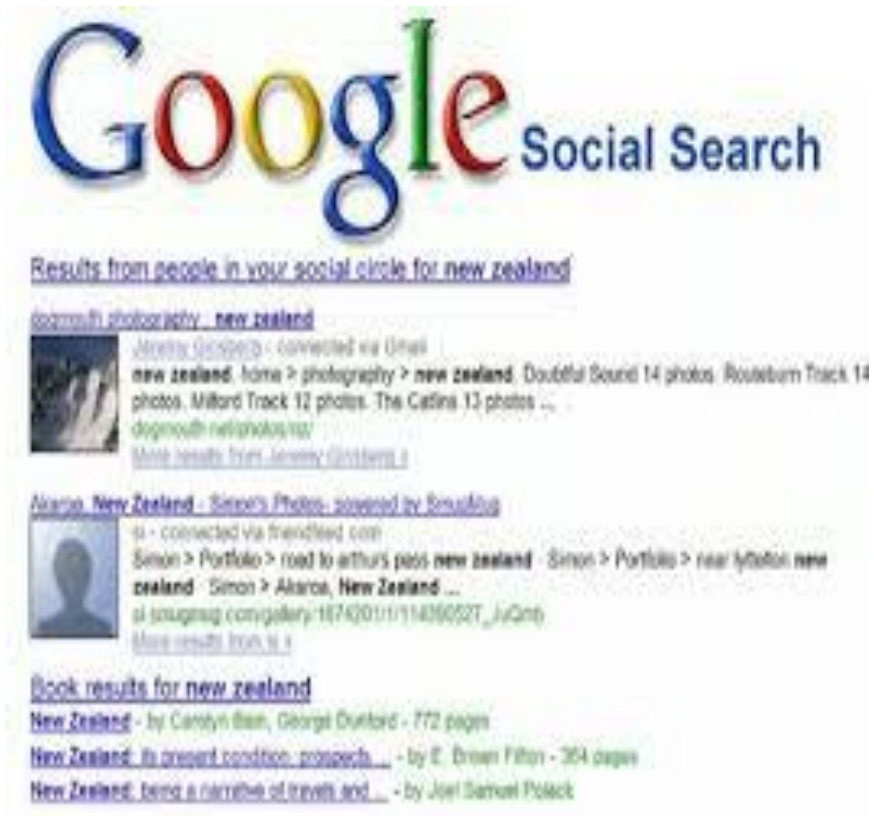 Google Social Search
Results from people in your social circle for new zealand
dogmouth photography : new zealand
Jeremy - connected via Gmail
new zealand. home > photography > new zealand. Doubtful Sound 14 photos. Routeburn Track 14
photos. Milford Track 12 photos. The Catlins 13 photos ...
dogmouth.net/photos/nz/
More results from Jeremy »
Akaroa, New Zealand - Simon's Photos- powered by SmugMug
si - connected via friendfeed.com
Simon > Portfolio > road to arthurs pass new zealand · Simon > Portfolio > near lyttelton new
zealand · Simon > Akaroa, New Zealand ...
More results from si »
Book results for new zealand
New Zealand - by Carolyn Bain, George Dunford - 772 pages
New Zealand: its present condition, prospects ... - by E. Brown Fitton - 364 pages
New Zealand: being a narrative of travels and ... - by Joel Samuel Polack